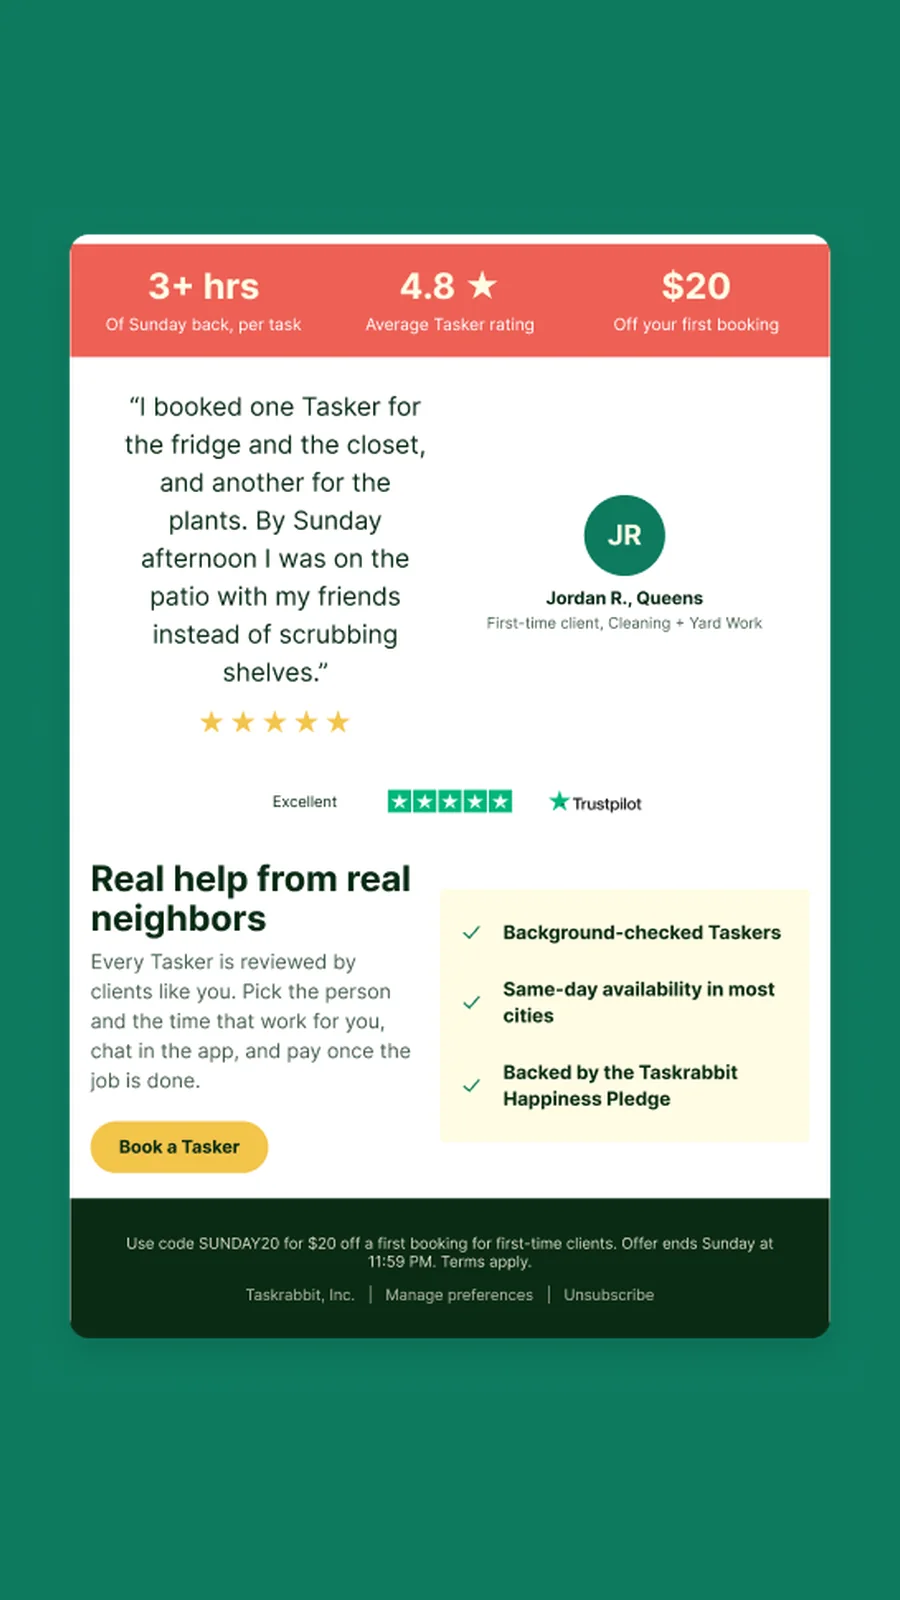 3+ hrs
Of Sunday back, per task
4.8 ★
Average Tasker rating
$20
Off your first booking
“I booked one Tasker for
the fridge and the closet,
and another for the
plants. By Sunday
afternoon I was on the
patio with my friends
instead of scrubbing
shelves.”
★ ★ ★ ★ ★
JR
Jordan R., Queens
First-time client, Cleaning + Yard Work
Excellent
Trustpilot
Real help from real
neighbors
Every Tasker is reviewed by
clients like you. Pick the person
and the time that work for you,
chat in the app, and pay once the
job is done.
Book a Tasker
Background-checked Taskers
Same-day availability in most
cities
Backed by the Taskrabbit
Happiness Pledge
Use code SUNDAY20 for $20 off a first booking for first-time clients. Offer ends Sunday at
11:59 PM. Terms apply.
Taskrabbit, Inc. | Manage preferences | Unsubscribe